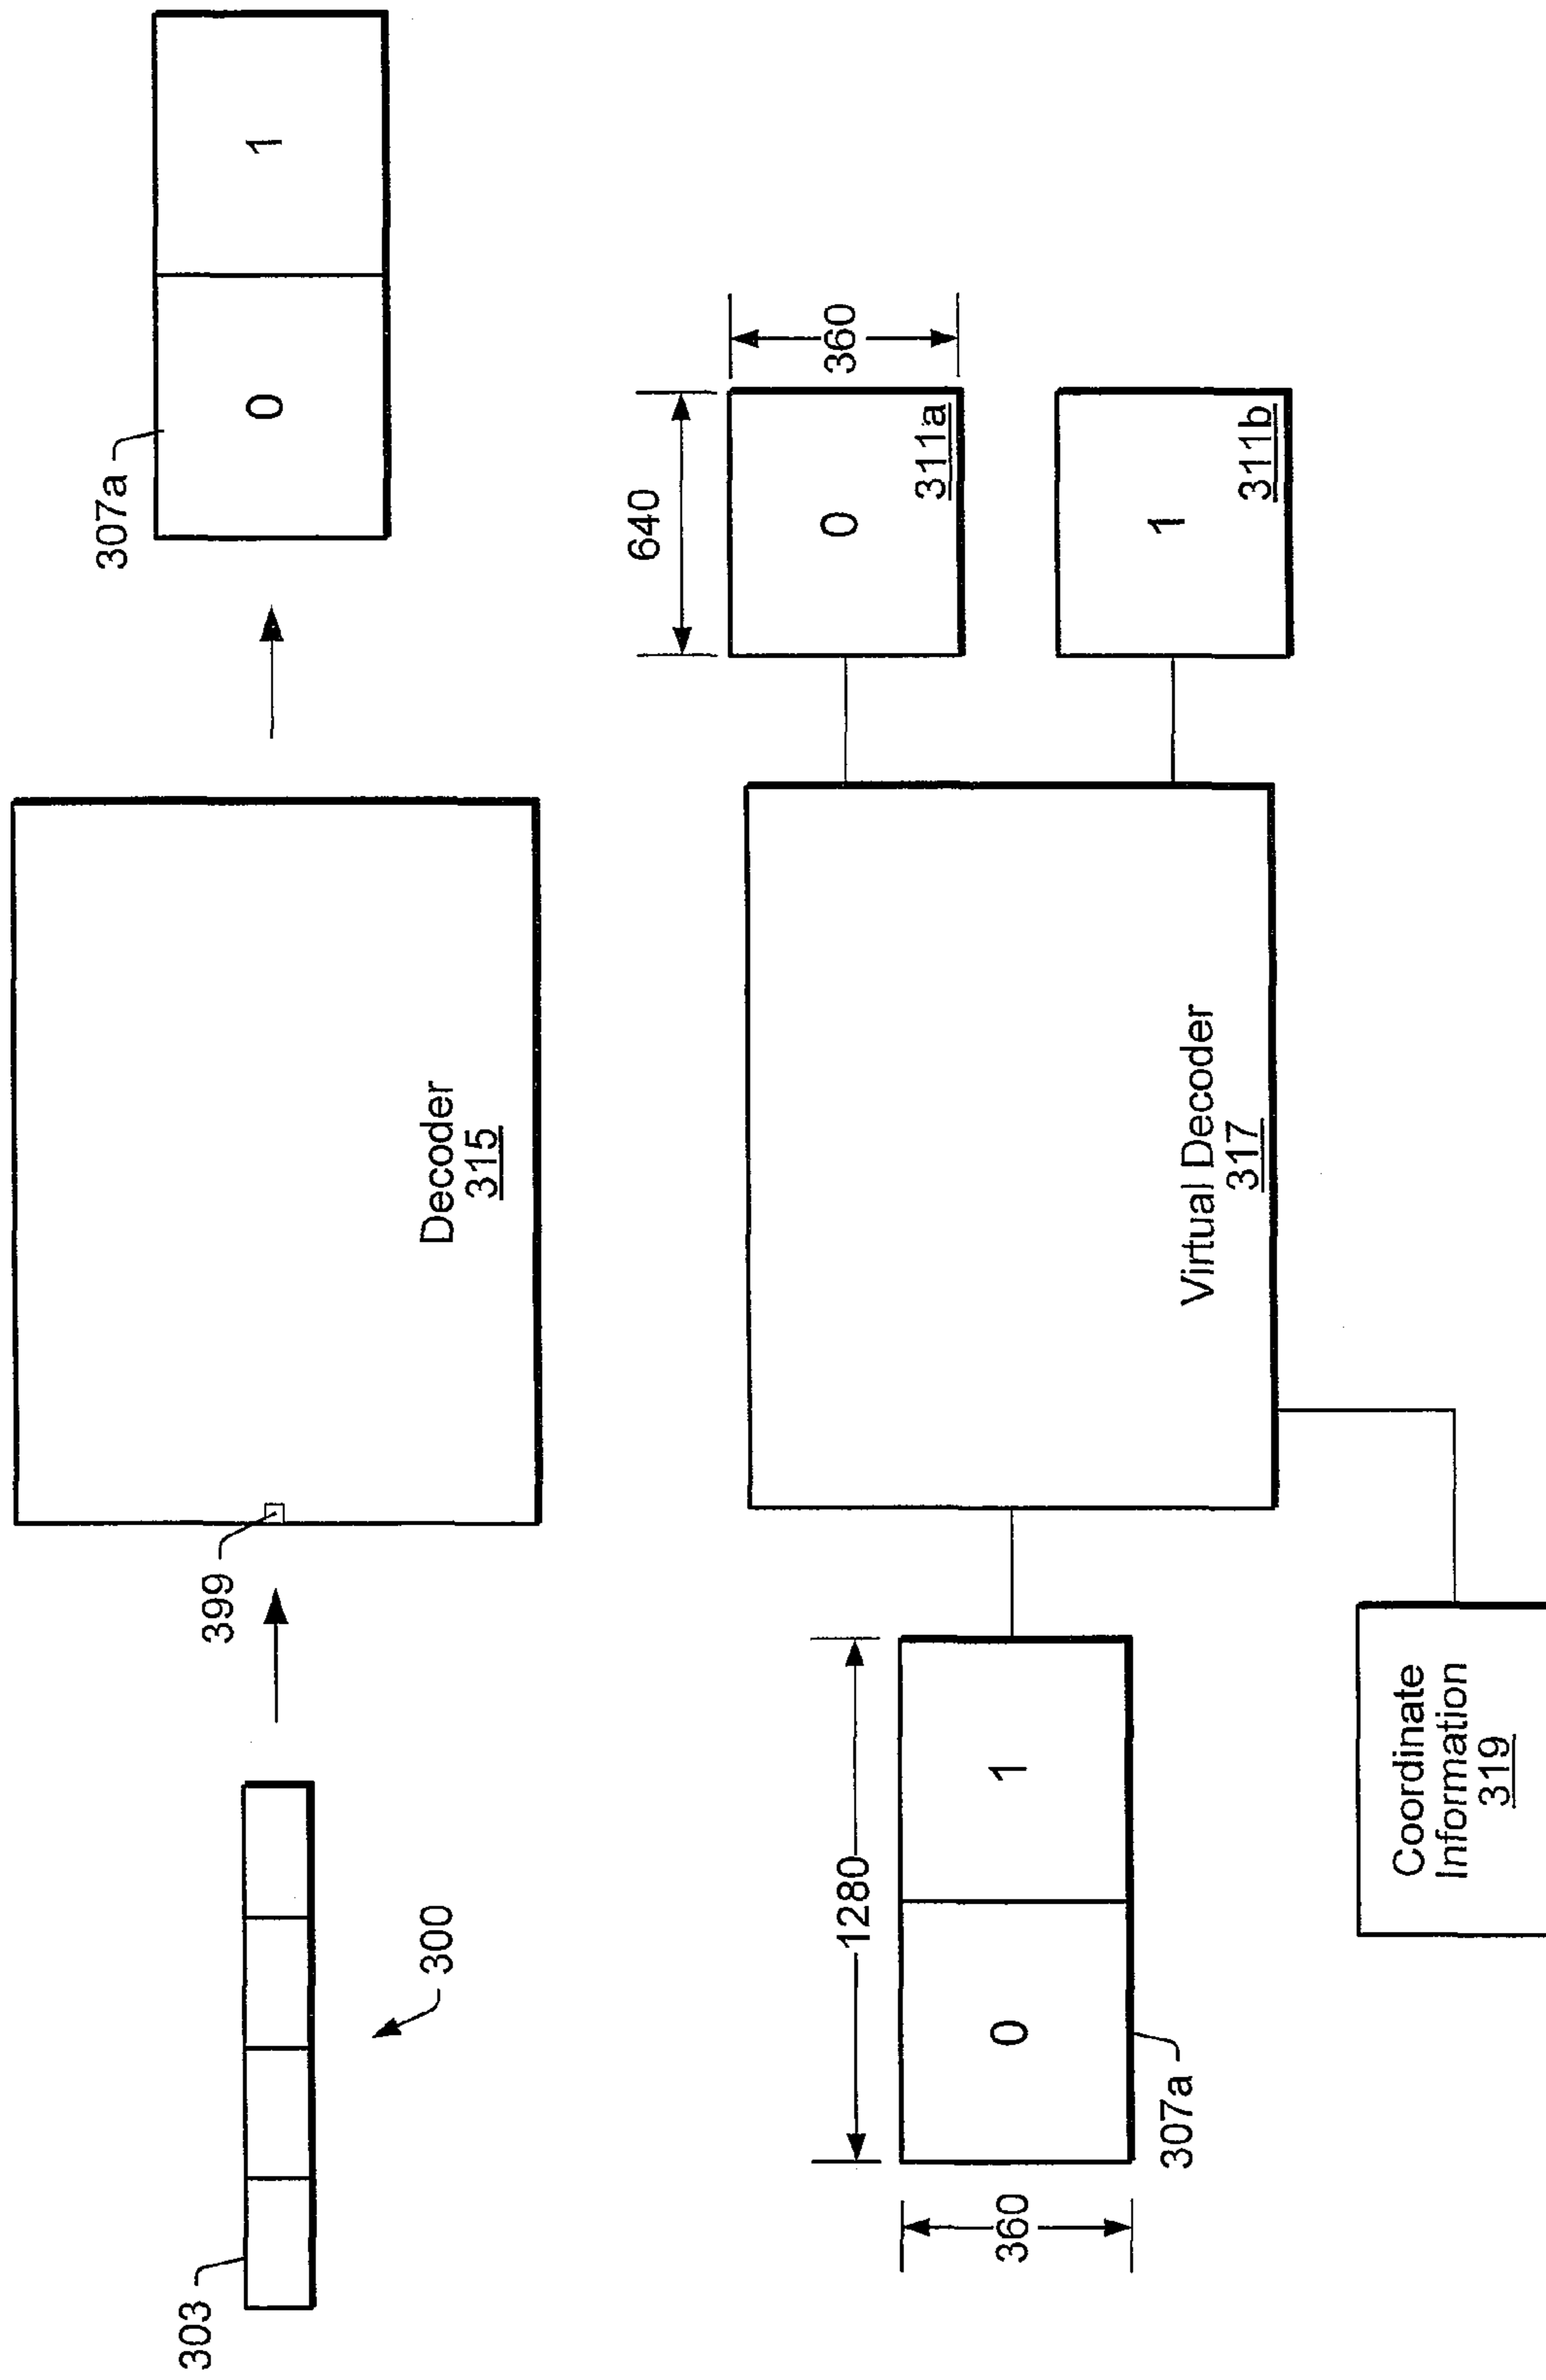 303
300
399
Decoder
315
307a
0
1
360
1280
0
1
307a
Coordinate
Information
319
Virtual Decoder
317
640
360
0
311a
1
311b